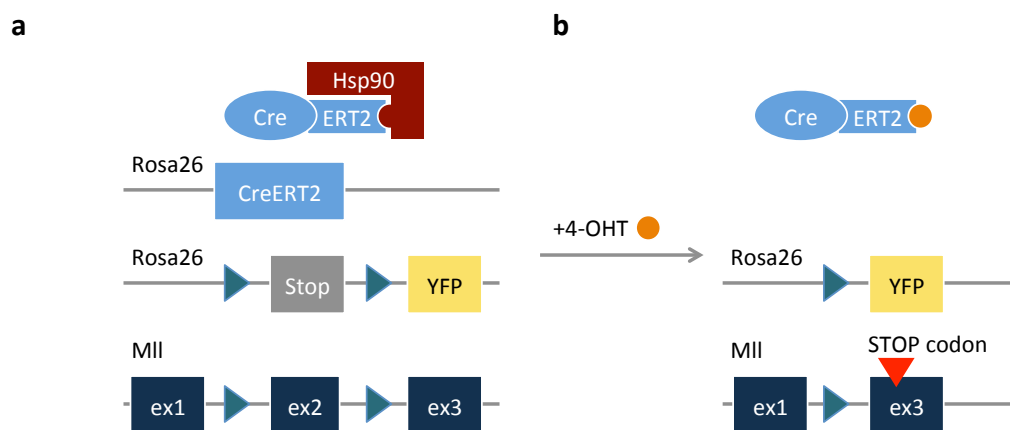 a
Hsp90
Cre
ERT2
Rosa26
CreERT2
Rosa26
Stop
YFP
Mll
ex1
ex2
ex3
+4-OHT
b
Cre
ERT2
Rosa26
YFP
Mll
STOP codon
ex1
ex3